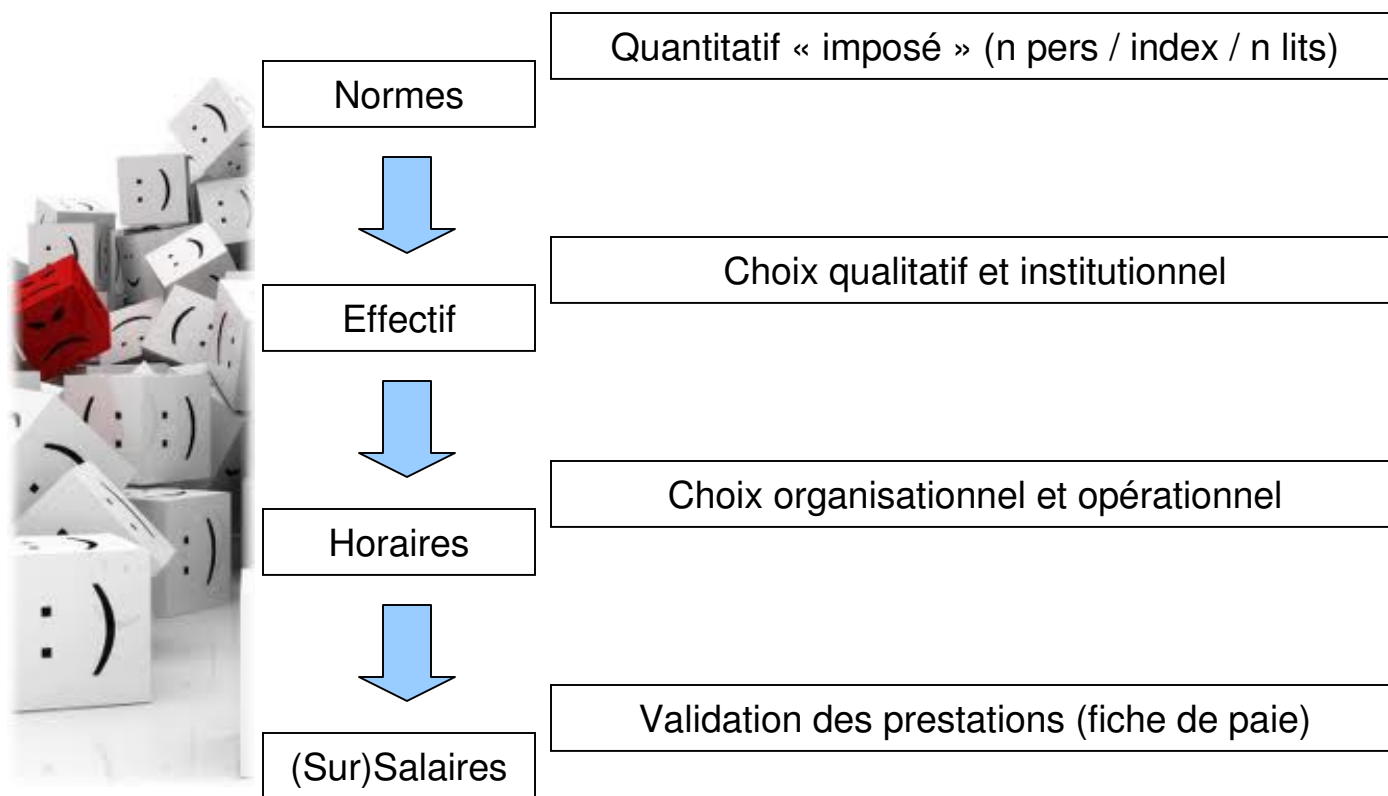 Quantitatif « imposé » (n pers / index / n lits)
Normes
Choix qualitatif et institutionnel
Effectif
Choix organisationnel et opérationnel
Horaires
Validation des prestations (fiche de paie)
(Sur)Salaires